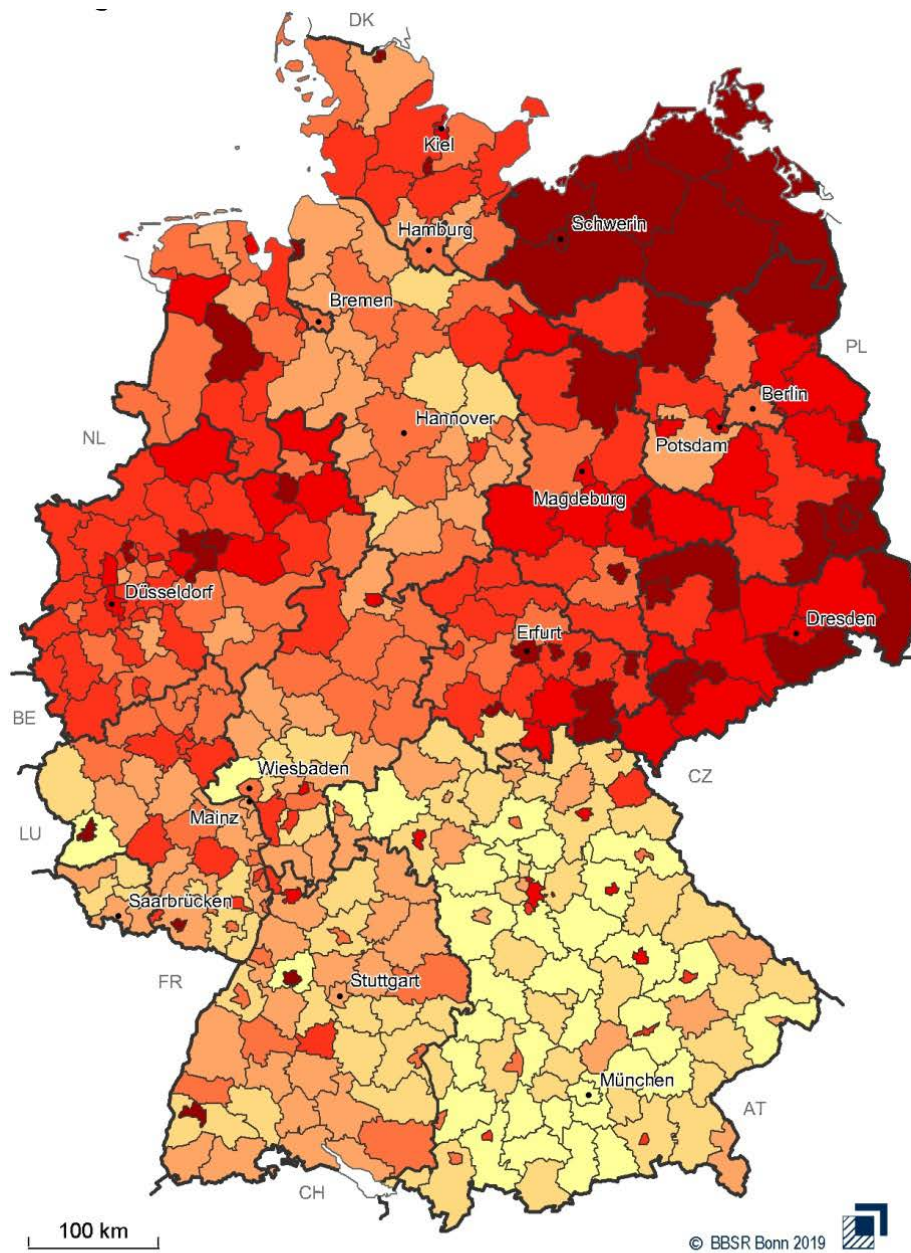 DK
Kiel
Schwerin
Hamburg
Bremen
PL
Berlin
Hannover
NL
Potsdam
Magdeburg
Düsseldorf
Dresden
Erfurt
BE
Wiesbaden
CZ
Mainz
LU
Saarbrücken
FR
Stuttgart
München
AT
CH
100 km
© BBSR Bonn 2019